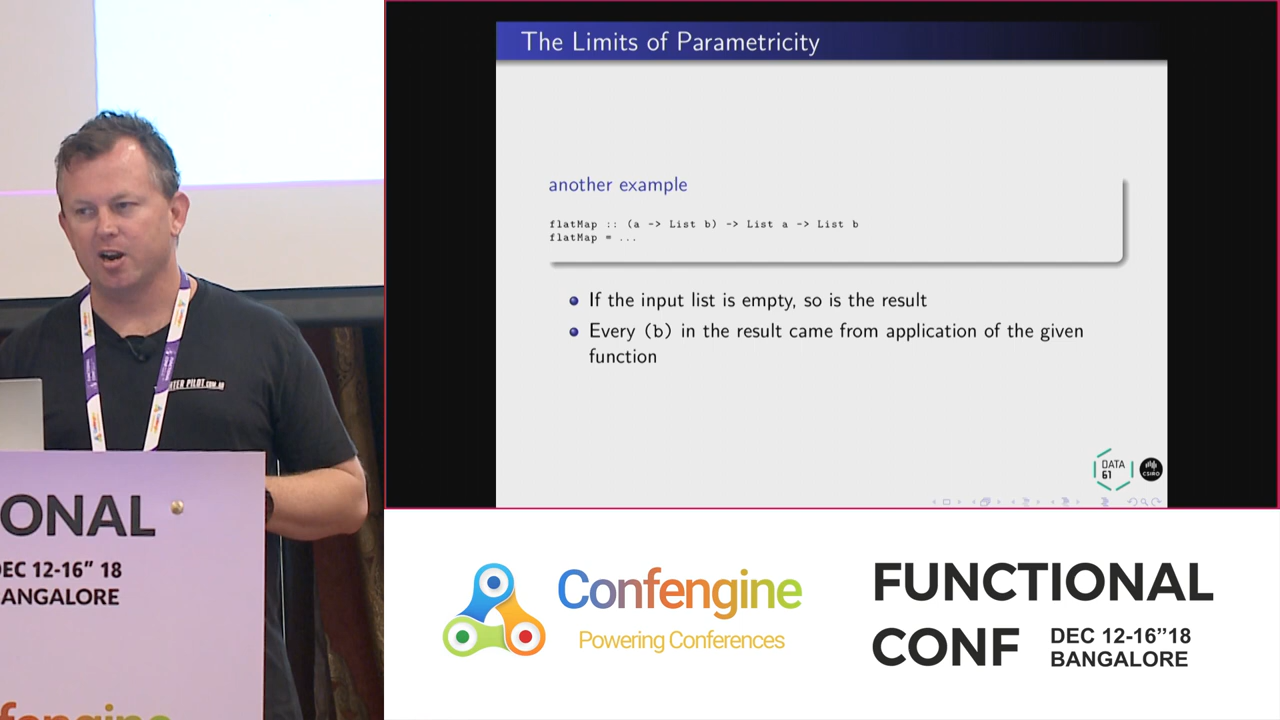 The Limits of Parametricity
another example
flatMap :: (a -> List b) -> List a -> List b
flatMap = ...
If the input list is empty, so is the result
Every (b) in the result came from application of the given
function
DATA
61
CSIRO
ONAL
DEC 12-16” 18
ANGALORE
Confengine
Powering Conferences
FUNCTIONAL
CONF
DEC 12-16”18
BANGALORE